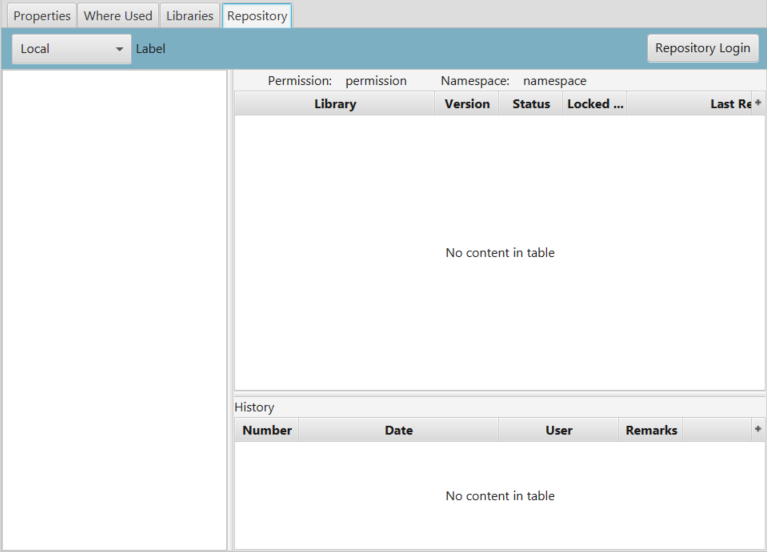 Properties Where Used Libraries Repository
Local Label Repository Login
Permission: permission Namespace: namespace
Library Version Status Locked ... Last Re +
No content in table
History
Number Date User Remarks +
No content in table